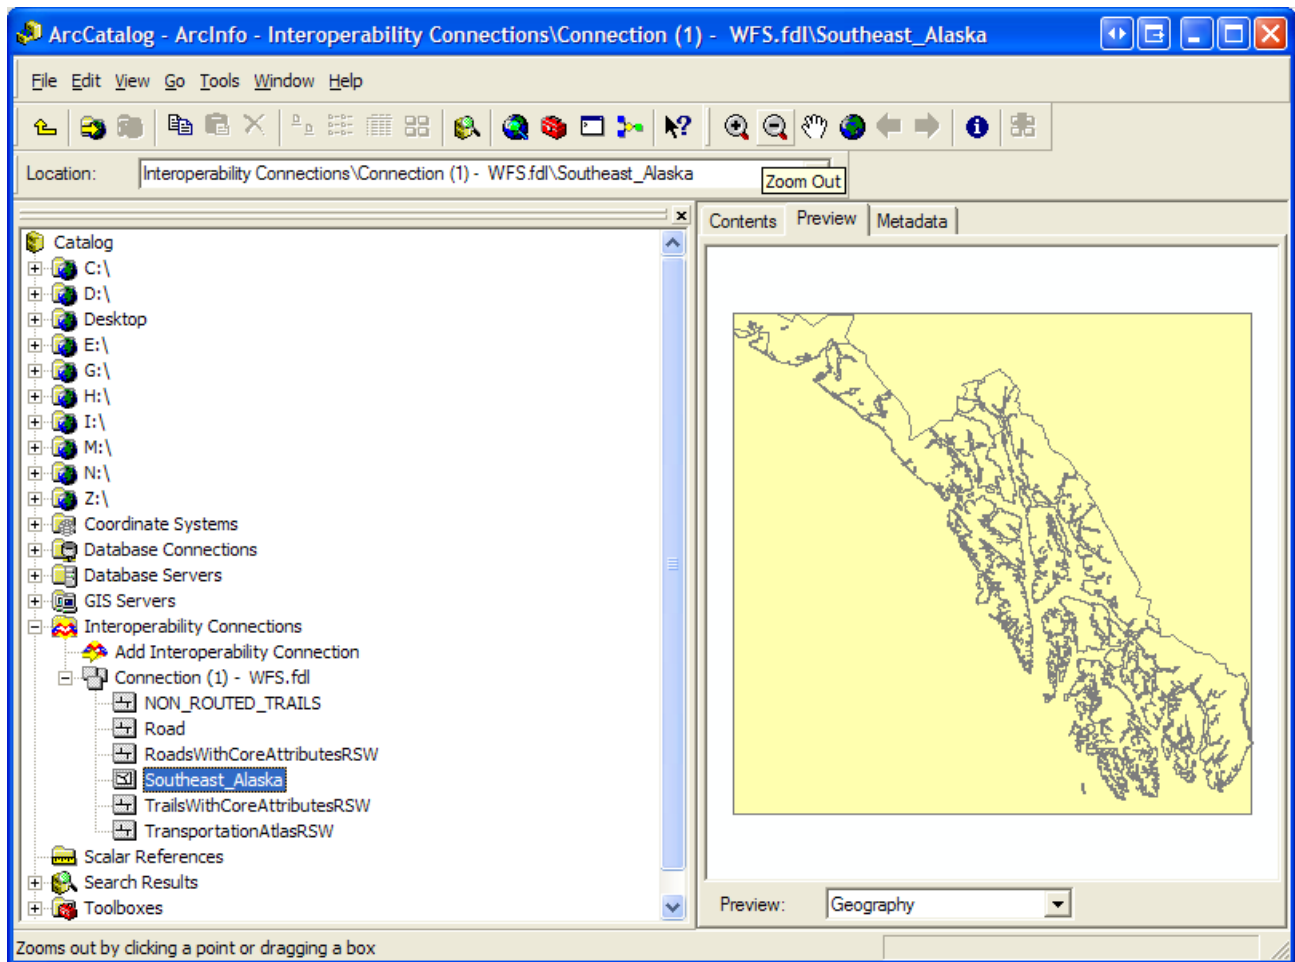 ArcCatalog - ArcInfo - Interoperability Connections\Connection (1) -  WFS.fdl\Southeast_Alaska
File Edit View Go Tools Window Help
Location: Interoperability Connections\Connection (1) -  WFS.fdl\Southeast_Alaska
Zoom Out
Contents Preview Metadata
Catalog
C:\
D:\
Desktop
E:\
G:\
H:\
I:\
M:\
N:\
Z:\
Coordinate Systems
Database Connections
Database Servers
GIS Servers
Interoperability Connections
Add Interoperability Connection
Connection (1) -  WFS.fdl
NON_ROUTED_TRAILS
Road
RoadsWithCoreAttributesRSW
Southeast_Alaska
TrailsWithCoreAttributesRSW
TransportationAtlasRSW
Scalar References
Search Results
Toolboxes
Preview: Geography
Zooms out by clicking a point or dragging a box